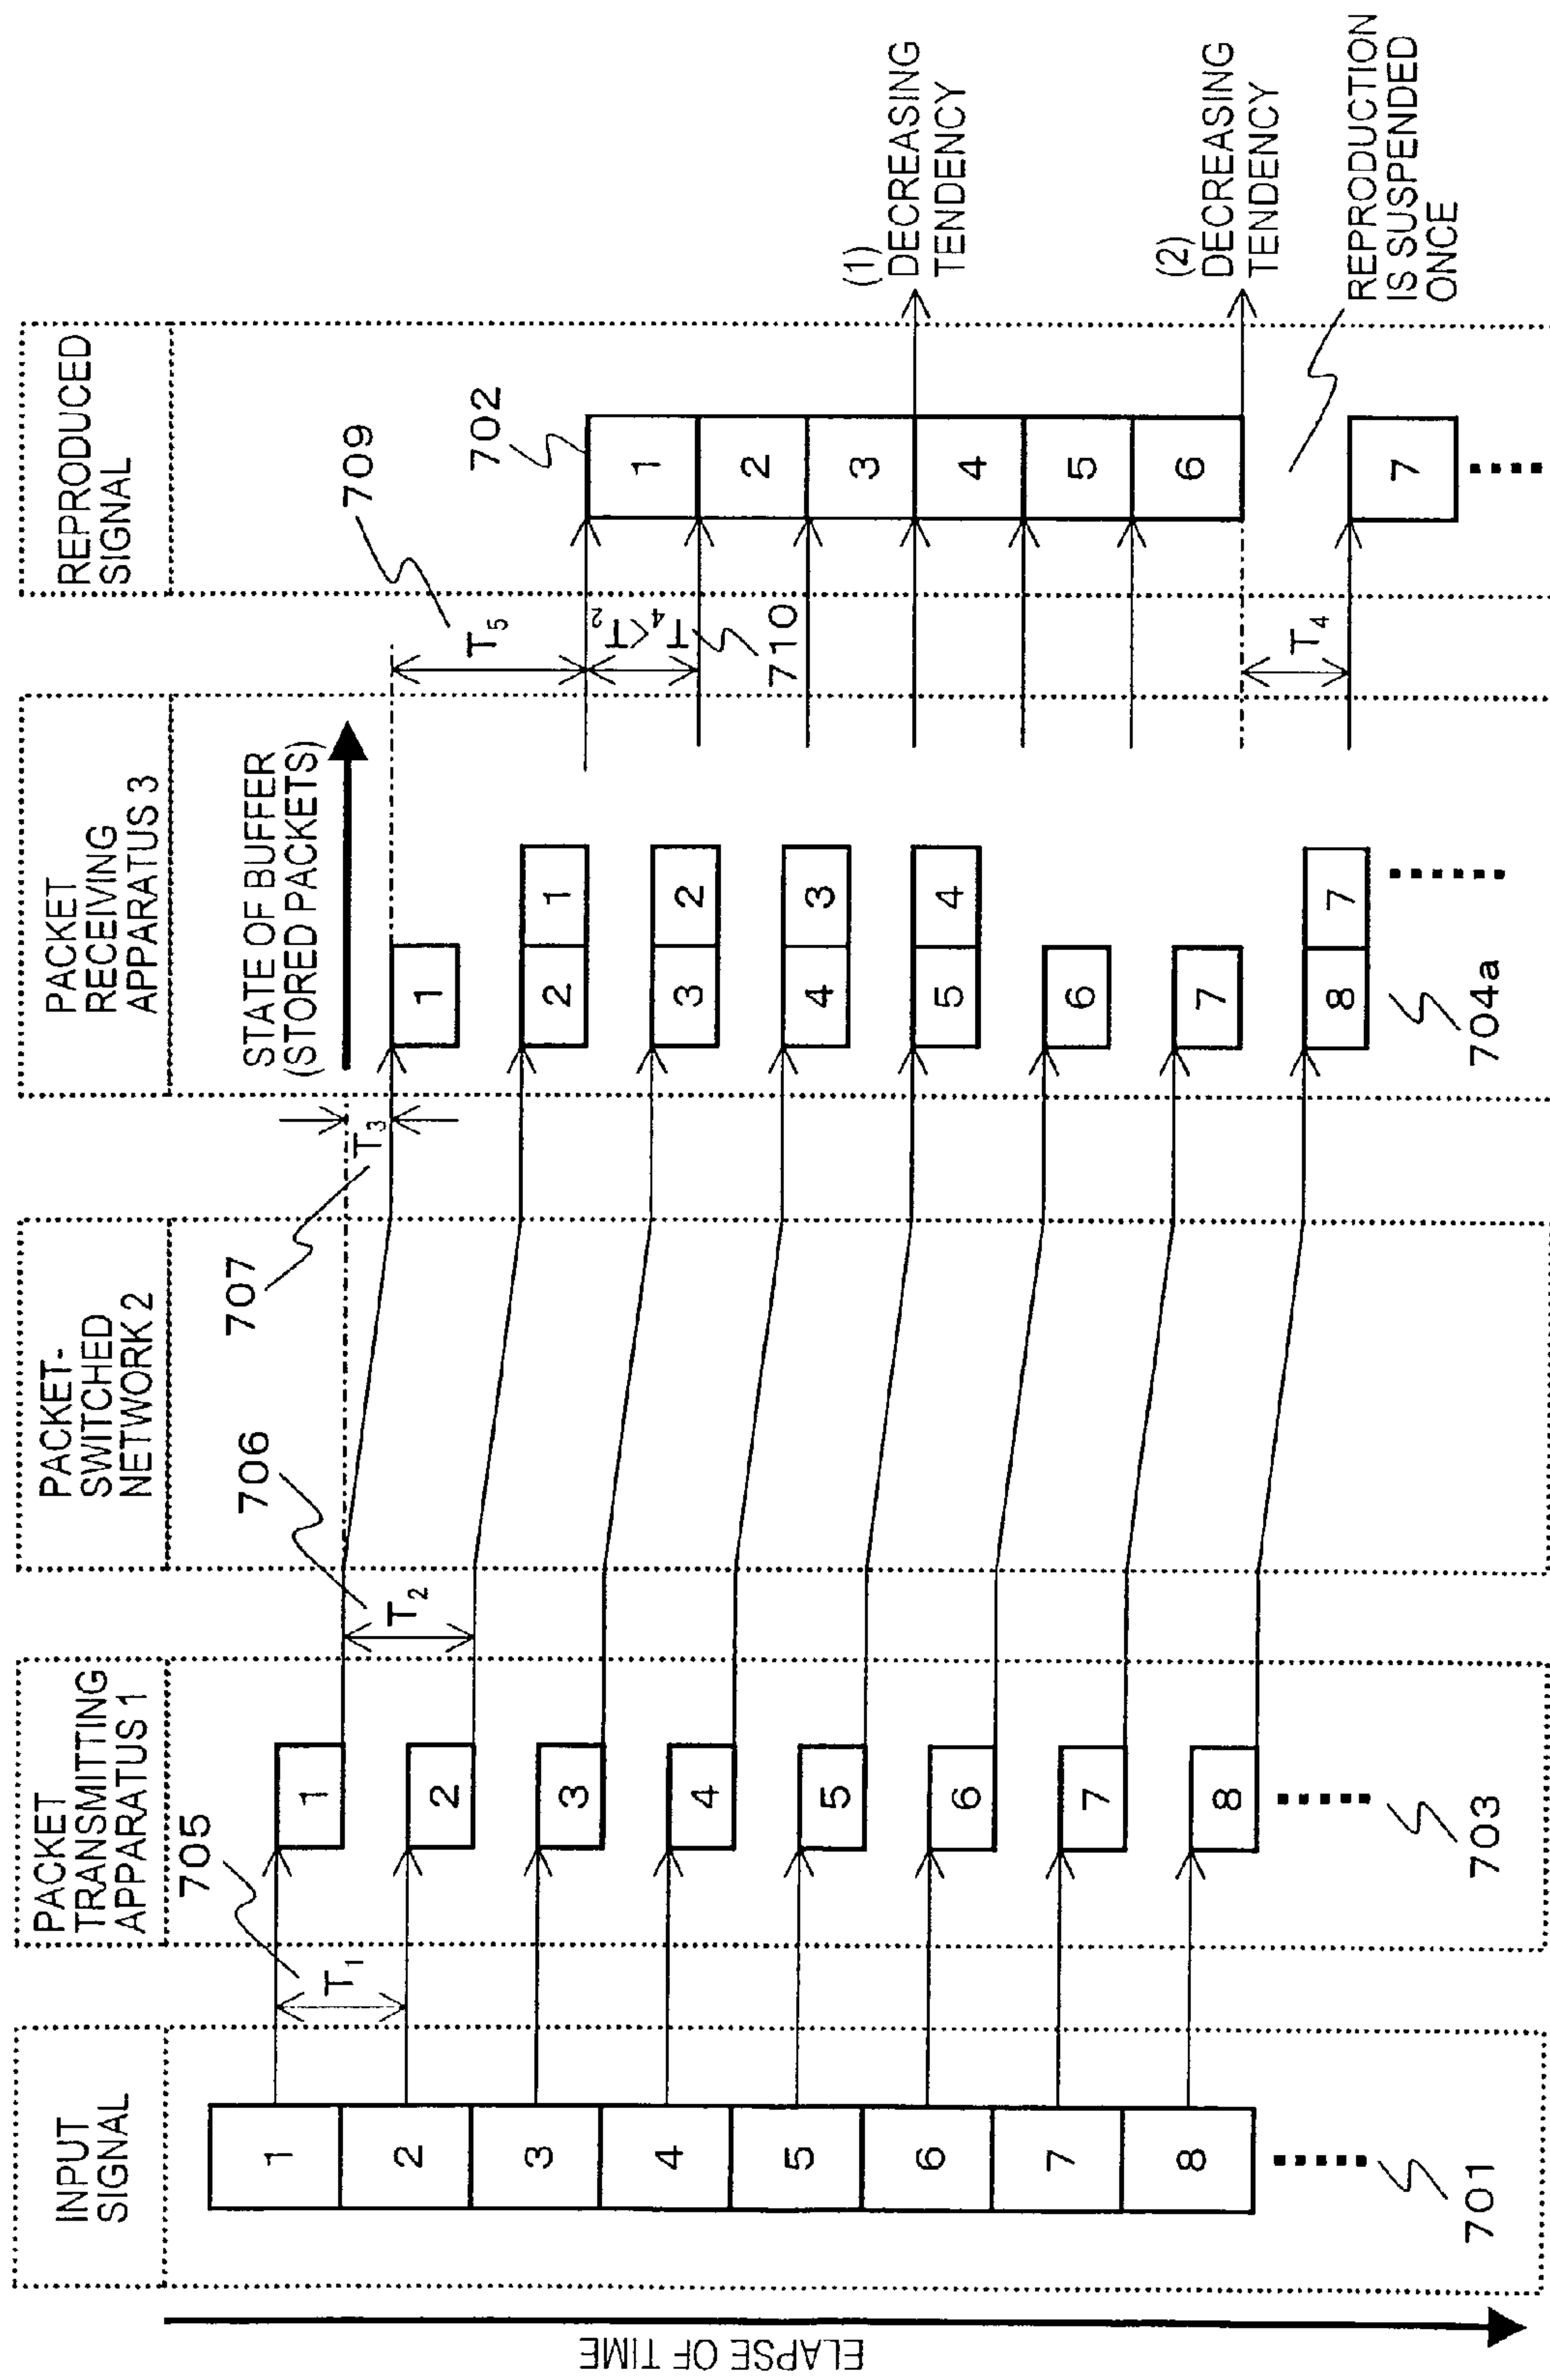 ELAPSE OF TIME
INPUT
SIGNAL
1
2
3
4
5
6
7
8
701
705
T1
PACKET
TRANSMITTING
APPARATUS 1
1
2
3
4
5
6
7
8
703
706
T2
PACKET-
SWITCHED
NETWORK 2
707
T3
PACKET
RECEIVING
APPARATUS 3
STATE OF BUFFER
(STORED PACKETS)
1
2 1
3 2
4 3
5 4
6
7
8 7
704a
709
T5
T4<T2
710
T4
REPRODUCED
SIGNAL
702
1
2
3
4
5
6
7
(1)
DECREASING
TENDENCY
(2)
DECREASING
TENDENCY
REPRODUCTION
IS SUSPENDED
ONCE